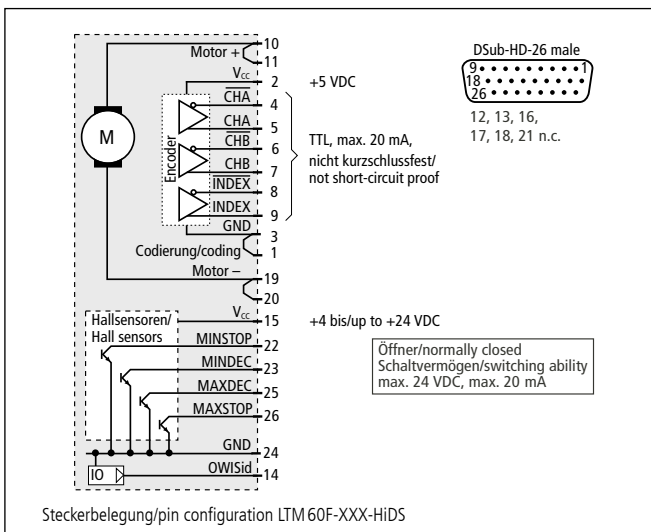 Motor + 10
11
Vcc 2 +5 VDC
CHA 4
CHA 5
CHB 6
CHB 7
INDEX 8
INDEX 9
GND 3
Codierung/coding 1
Motor – 19
20
M
Encoder
TTL, max. 20 mA,
nicht kurzschlussfest/
not short-circuit proof
DSub-HD-26 male
9 1
18
26
12, 13, 16,
17, 18, 21 n.c.
Hallsensoren/
Hall sensors
Vcc 15 +4 bis/up to +24 VDC
MINSTOP 22
MINDEC 23
MAXDEC 25
MAXSTOP 26
GND 24
IO OWISid 14
Öffner/normally closed
Schaltvermögen/switching ability
max. 24 VDC, max. 20 mA
Steckerbelegung/pin configuration LTM 60F-XXX-HiDS